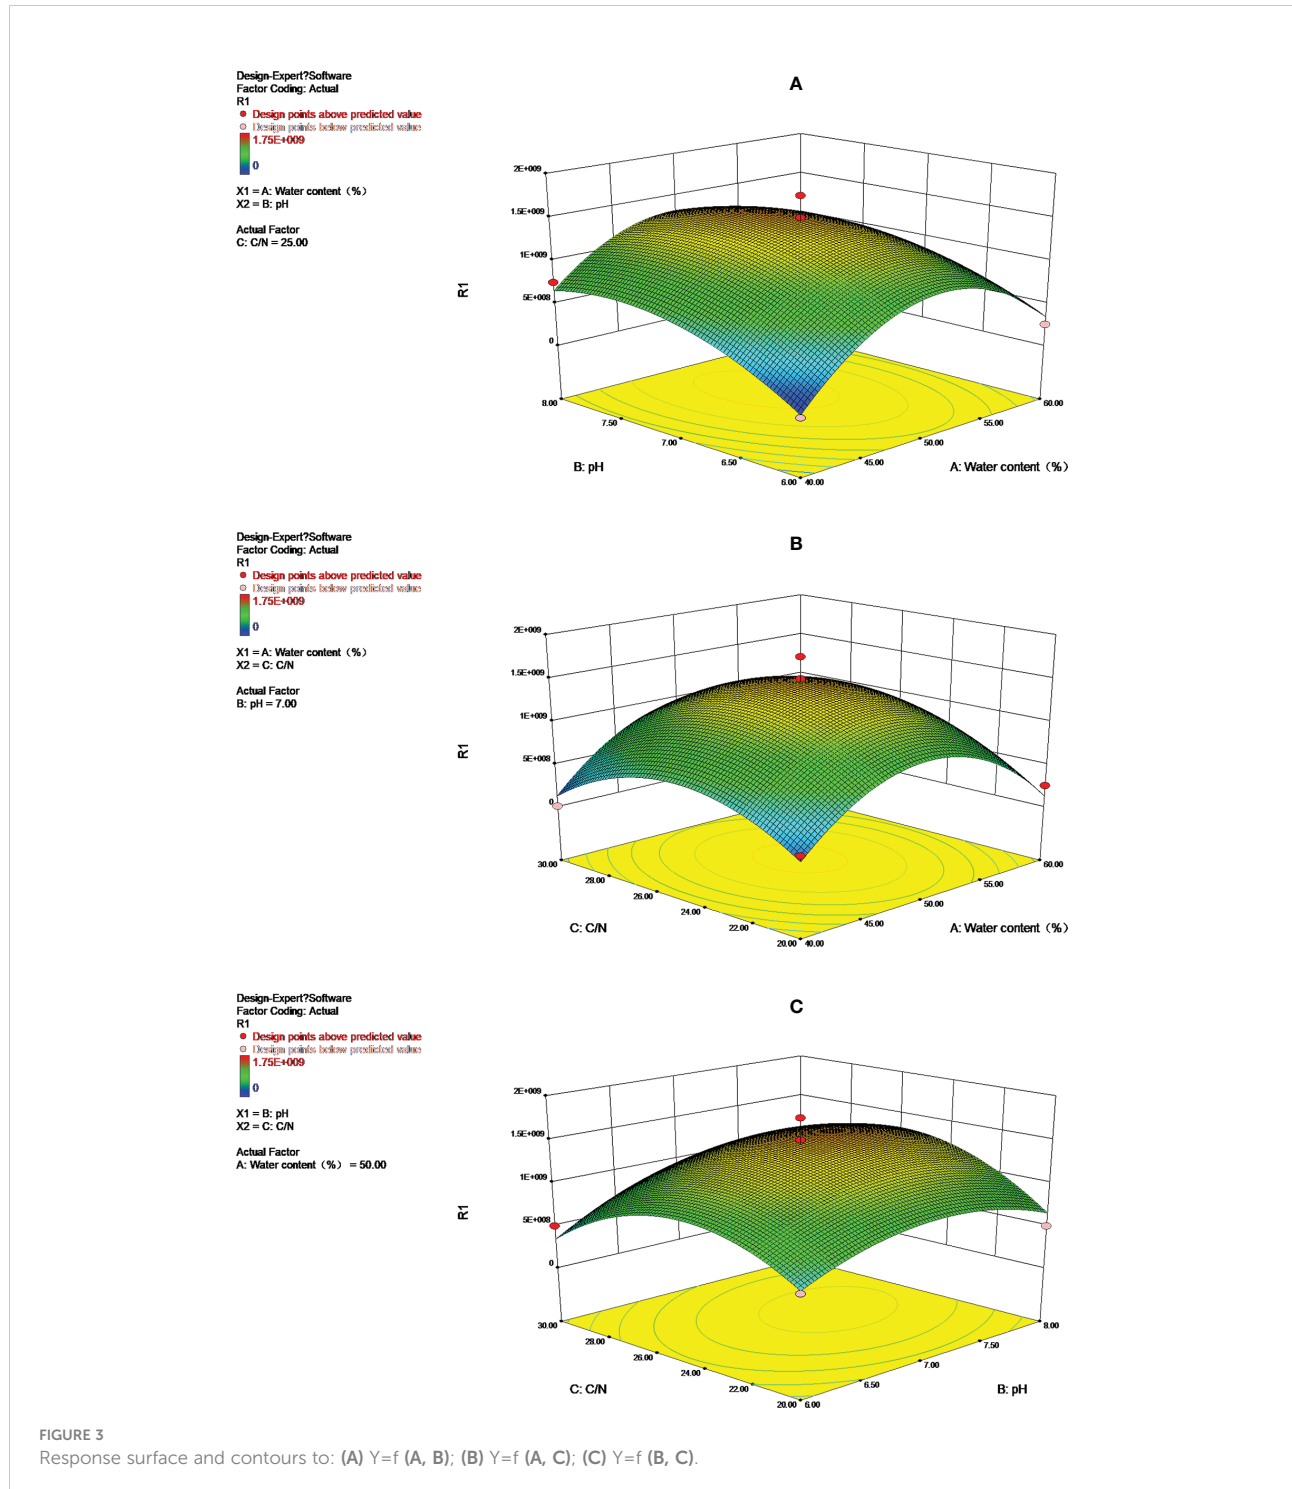 Design-Expert?Software
Factor Coding: Actual
R1
Design points above predicted value
Design points below predicted value
1.75E+009
0
X1 = A: Water content（%）
X2 = B: pH
Actual Factor
C: C/N = 25.00
A
2E+009
1.5E+009
1E+009
5E+008
0
R1
8.00
7.50
7.00
6.50
6.00
B: pH
40.00
45.00
50.00
55.00
60.00
A: Water content（%）
Design-Expert?Software
Factor Coding: Actual
R1
Design points above predicted value
Design points below predicted value
1.75E+009
0
X1 = A: Water content（%）
X2 = C: C/N
Actual Factor
B: pH = 7.00
B
2E+009
1.5E+009
1E+009
5E+008
0
R1
30.00
28.00
26.00
24.00
22.00
20.00
C: C/N
40.00
45.00
50.00
55.00
60.00
A: Water content（%）
Design-Expert?Software
Factor Coding: Actual
R1
Design points above predicted value
Design points below predicted value
1.75E+009
0
X1 = B: pH
X2 = C: C/N
Actual Factor
A: Water content（%） = 50.00
C
2E+009
1.5E+009
1E+009
5E+008
0
R1
30.00
28.00
26.00
24.00
22.00
20.00
C: C/N
6.00
6.50
7.00
7.50
8.00
B: pH
FIGURE 3
Response surface and contours to: (A) Y=f (A, B); (B) Y=f (A, C); (C) Y=f (B, C).